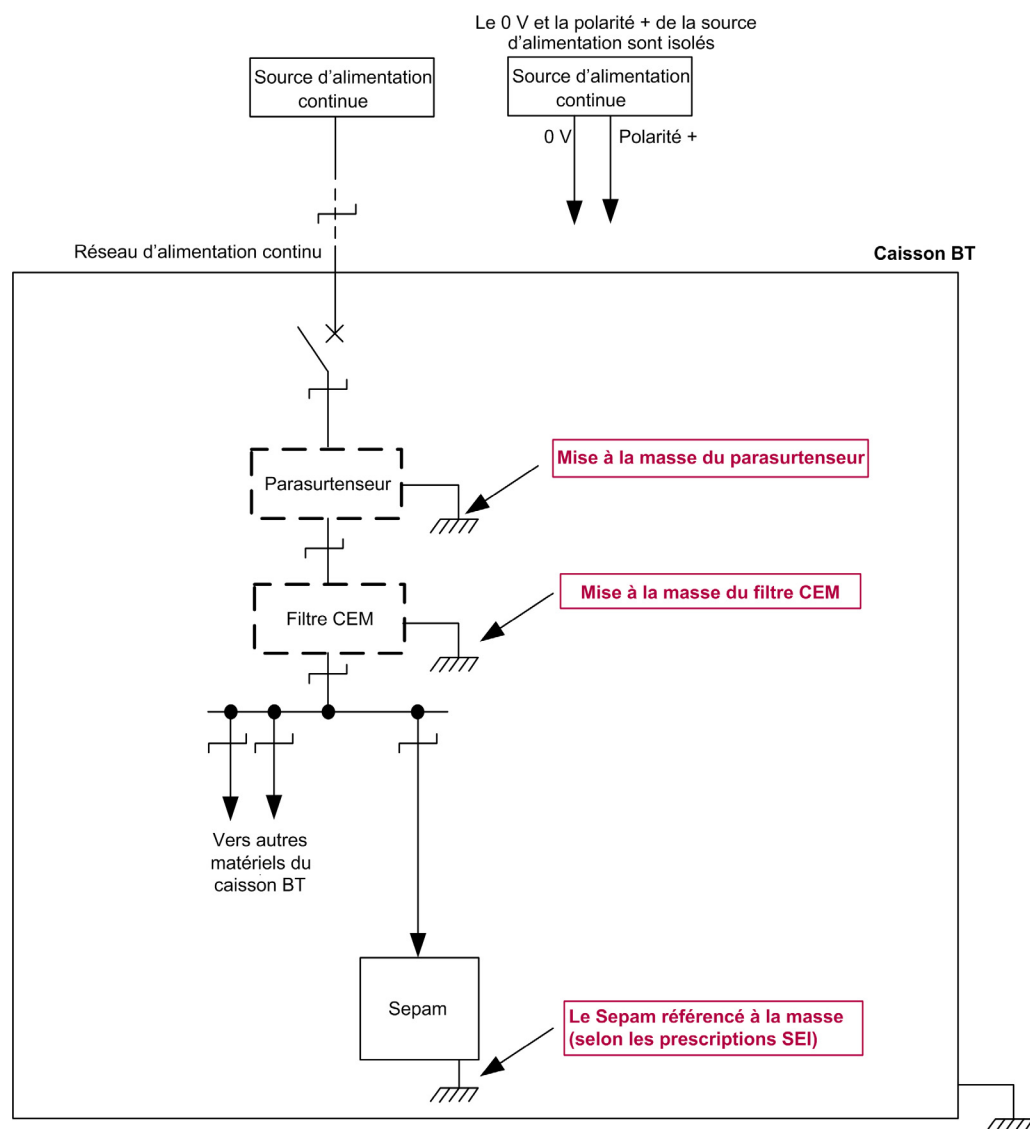 Le 0 V et la polarité + de la source
d'alimentation sont isolés
Source d'alimentation
continue
Source d'alimentation
continue
0 V
Polarité +
Réseau d'alimentation continu
Caisson BT
Mise à la masse du parasurtenseur
Parasurtenseur
Mise à la masse du filtre CEM
Filtre CEM
Vers autres
matériels du
caisson BT
Sepam
Le Sepam référencé à la masse
(selon les prescriptions SEI)